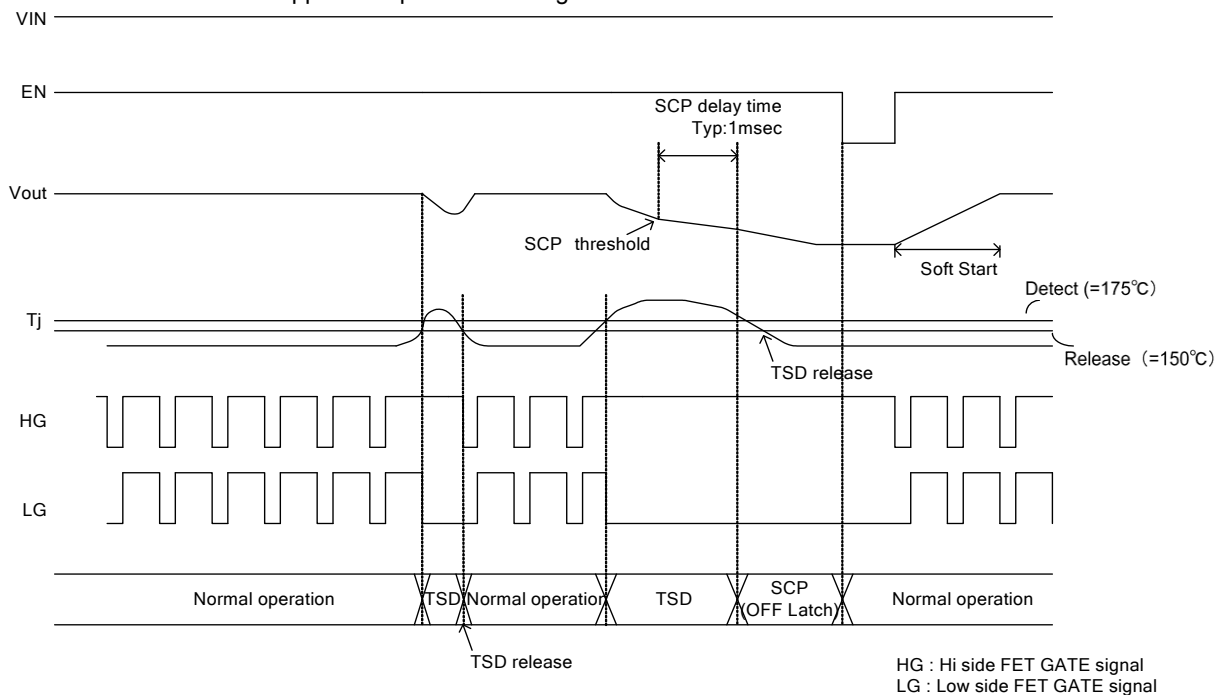 VIN
EN
SCP delay time
Typ:1msec
Vout
SCP threshold
Soft Start
Detect (=175℃)
Tj
TSD release
Release (=150℃)
HG
LG
Normal operation
TSD
Normal operation
TSD
SCP
(OFF Latch)
Normal operation
TSD release
HG : Hi side FET GATE signal
LG : Low side FET GATE signal